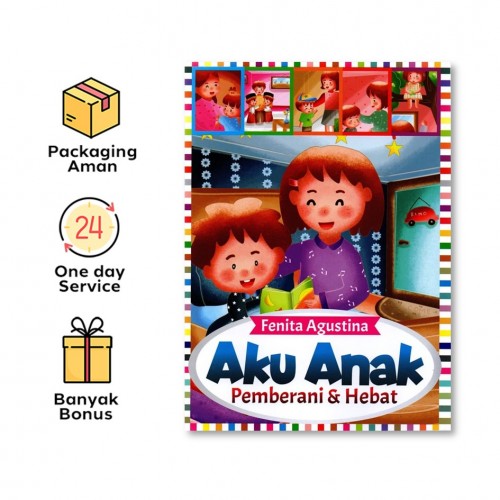 Packaging
Aman
24
One day
Service
Banyak
Bonus
Fenita Agustina
Aku Anak
Pemberani & Hebat